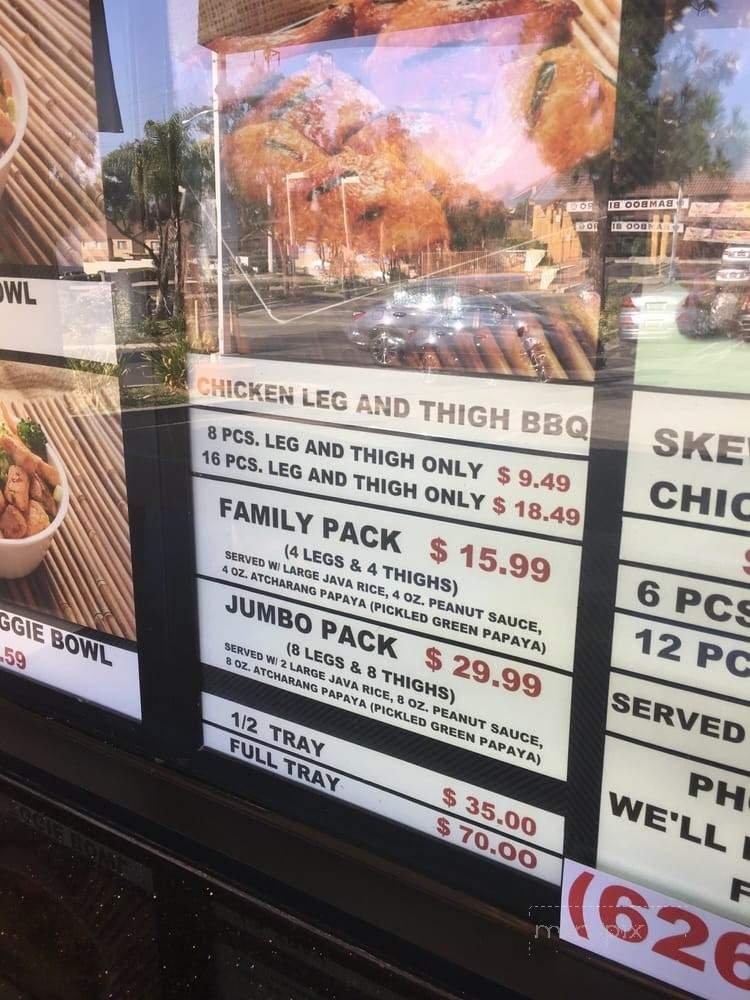 OWL
GGIE BOWL
.59
CHICKEN LEG AND THIGH BBQ
8 PCS. LEG AND THIGH ONLY $ 9.49
16 PCS. LEG AND THIGH ONLY $ 18.49
FAMILY PACK $ 15.99
(4 LEGS & 4 THIGHS)
SERVED W/ LARGE JAVA RICE, 4 OZ. PEANUT SAUCE,
4 OZ. ATCHARANG PAPAYA (PICKLED GREEN PAPAYA)
JUMBO PACK $ 29.99
(8 LEGS & 8 THIGHS)
SERVED W/ 2 LARGE JAVA RICE, 8 OZ. PEANUT SAUCE,
8 OZ. ATCHARANG PAPAYA (PICKLED GREEN PAPAYA)
1/2 TRAY $ 35.00
FULL TRAY $ 70.00
SKEW
CHIC
$
6 PCS
12 PC
SERVED
PH
WE'LL
F
(626